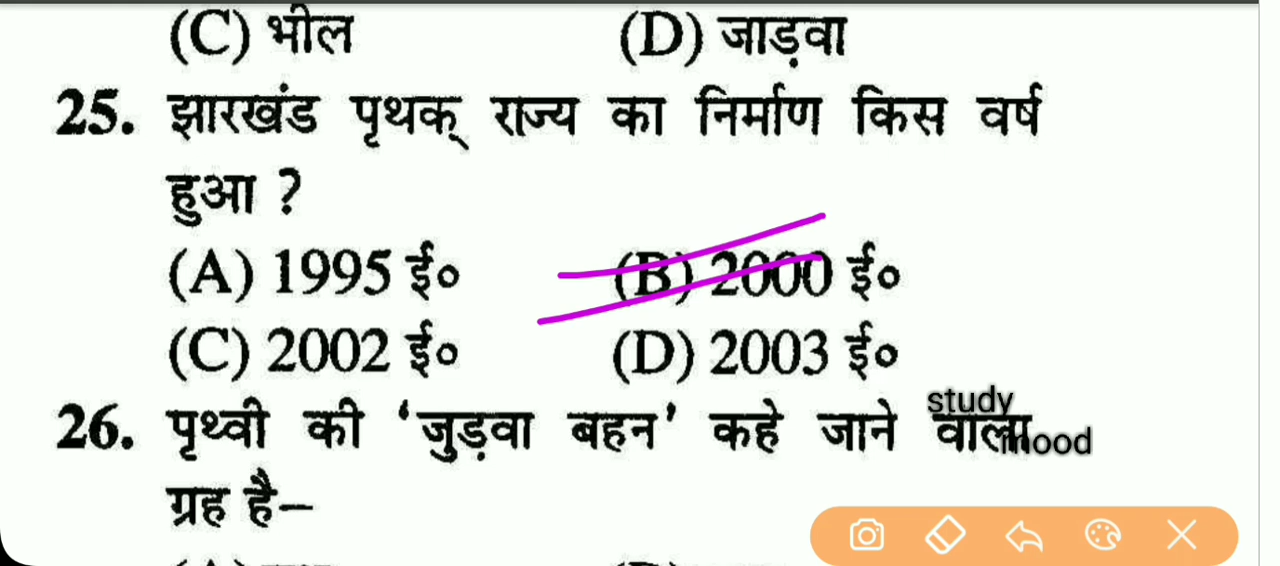 (C) भील (D) जाड़वा
25. झारखंड पृथक् राज्य का निर्माण किस वर्ष
हुआ ?
(A) 1995 ई० (B) 2000 ई०
(C) 2002 ई० (D) 2003 ई०
study
26. पृथ्वी की ‘जुड़वा बहन’ कहे जाने वाला
mood
ग्रह है–